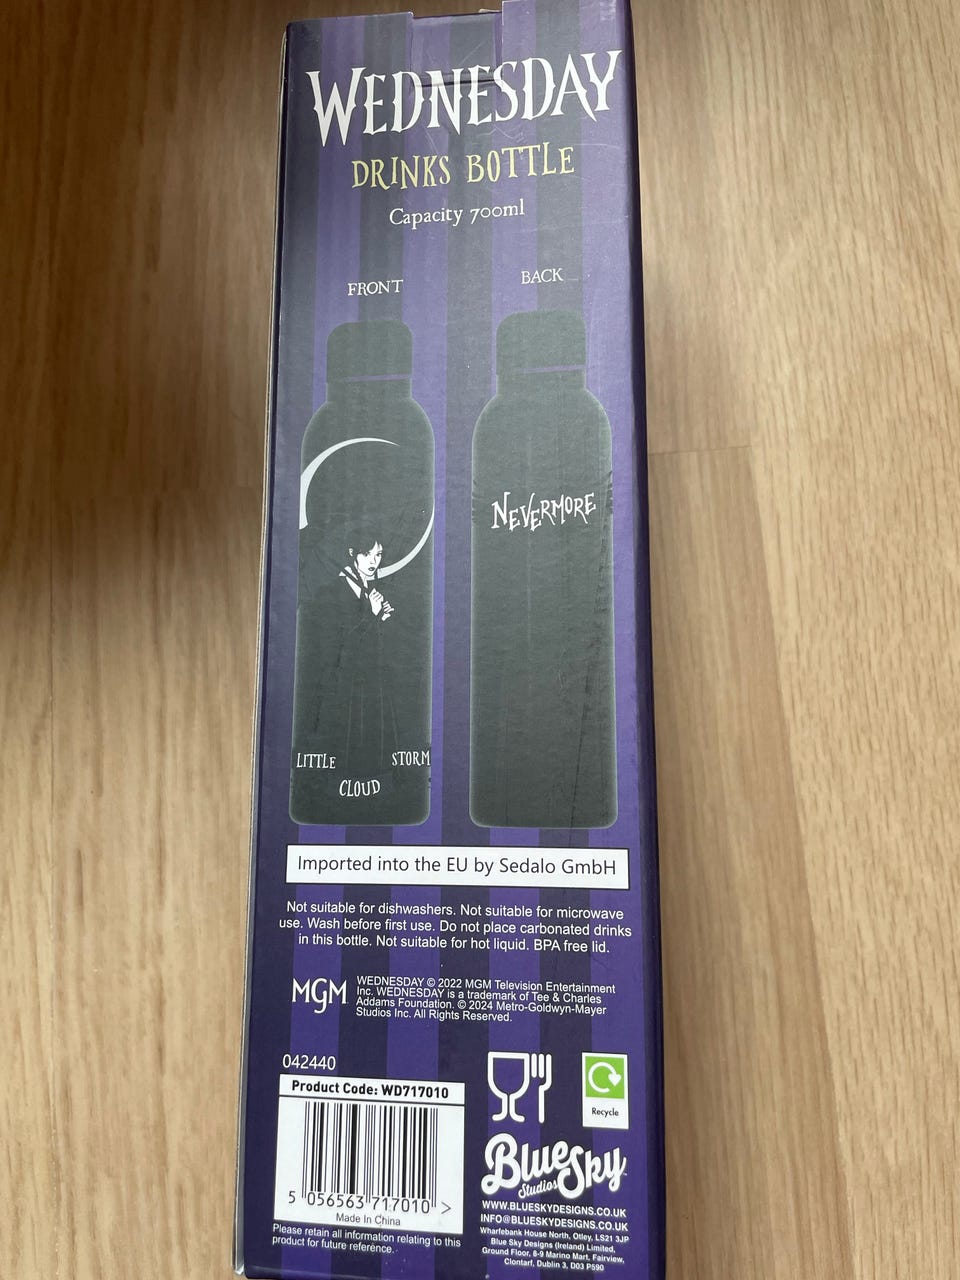 WEDNESDAY
DRINKS BOTTLE
Capacity 700ml
FRONT
BACK
NEVERMORE
LITTLE
STORM
CLOUD
Imported into the EU by Sedalo GmbH
Not suitable for dishwashers. Not suitable for microwave
use. Wash before first use. Do not place carbonated drinks
in this bottle. Not suitable for hot liquid. BPA free lid.
MGM
WEDNESDAY © 2022 MGM Television Entertainment
Inc. WEDNESDAY is a trademark of Tee & Charles
Addams Foundation. © 2024 Metro-Goldwyn-Mayer
Studios Inc. All Rights Reserved.
042440
Product Code: WD717010
5 056563 717010 >
Made In China
Please retain all information relating to this
product for future reference.
Recycle
BlueSky
Studios
WWW.BLUESKYDESIGNS.CO.UK
INFO@BLUESKYDESIGNS.CO.UK
Wharfebank House North, Otley, LS21 3JP
Blue Sky Designs (Ireland) Limited,
Ground Floor, 8-9 Marino Mart, Fairview,
Clontarf, Dublin 3, D03 P590